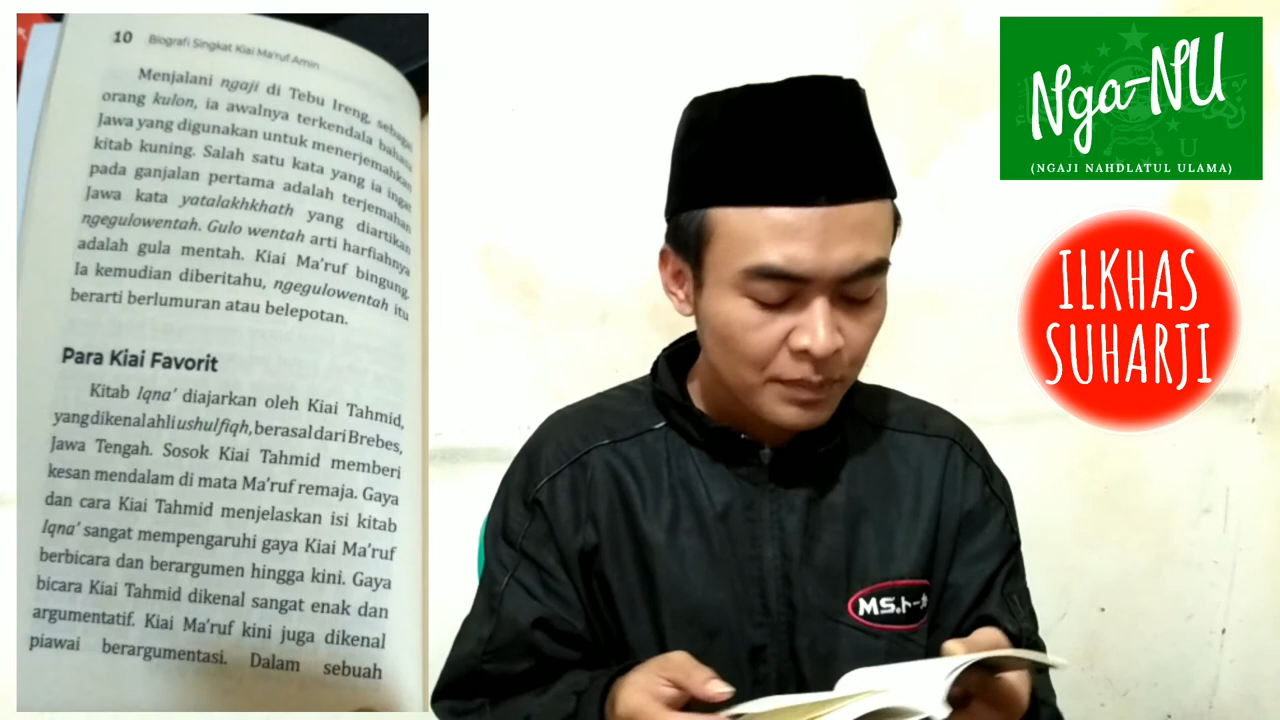 10 Biografi Singkat Kiai Ma'ruf Amin
Menjalani ngaji di Tebu Ireng, sebagai
orang kulon, ia awalnya terkendala bahasa
Jawa yang digunakan untuk menerjemahkan
kitab kuning. Salah satu kata yang ia ingat
pada ganjalan pertama adalah terjemahan
Jawa kata yatalakhkhath yang diartikan
ngegulowentah. Gulo wentah arti harfiahnya
adalah gula mentah. Kiai Ma'ruf bingung.
Ia kemudian diberitahu, ngegulowentah itu
berarti berlumuran atau belepotan.
Para Kiai Favorit
Kitab Iqna' diajarkan oleh Kiai Tahmid,
yang dikenal ahli ushul fiqh, berasal dari Brebes,
Jawa Tengah. Sosok Kiai Tahmid memberi
kesan mendalam di mata Ma'ruf remaja. Gaya
dan cara Kiai Tahmid menjelaskan isi kitab
Iqna' sangat mempengaruhi gaya Kiai Ma'ruf
berbicara dan berargumen hingga kini. Gaya
bicara Kiai Tahmid dikenal sangat enak dan
argumentatif. Kiai Ma'ruf kini juga dikenal
piawai berargumentasi. Dalam sebuah
Nga-NU
N U
(NGAJI NAHDLATUL ULAMA)
ILKHAS
SUHARJI
MS.